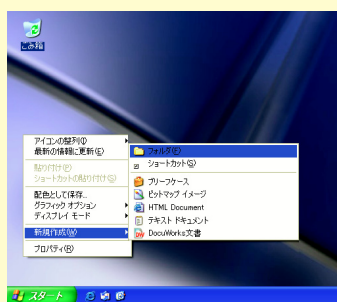 ごみ箱
アイコンの整列(I)
最新の情報に更新(E)
貼り付け(P)
ショートカットの貼り付け(S)
配色として保存...
グラフィック オプション
ディスプレイ モード
新規作成(W)
プロパティ(R)
フォルダ(F)
ショートカット(S)
ブリーフケース
ビットマップ イメージ
HTML Document
テキスト ドキュメント
DocuWorks文書
スタート